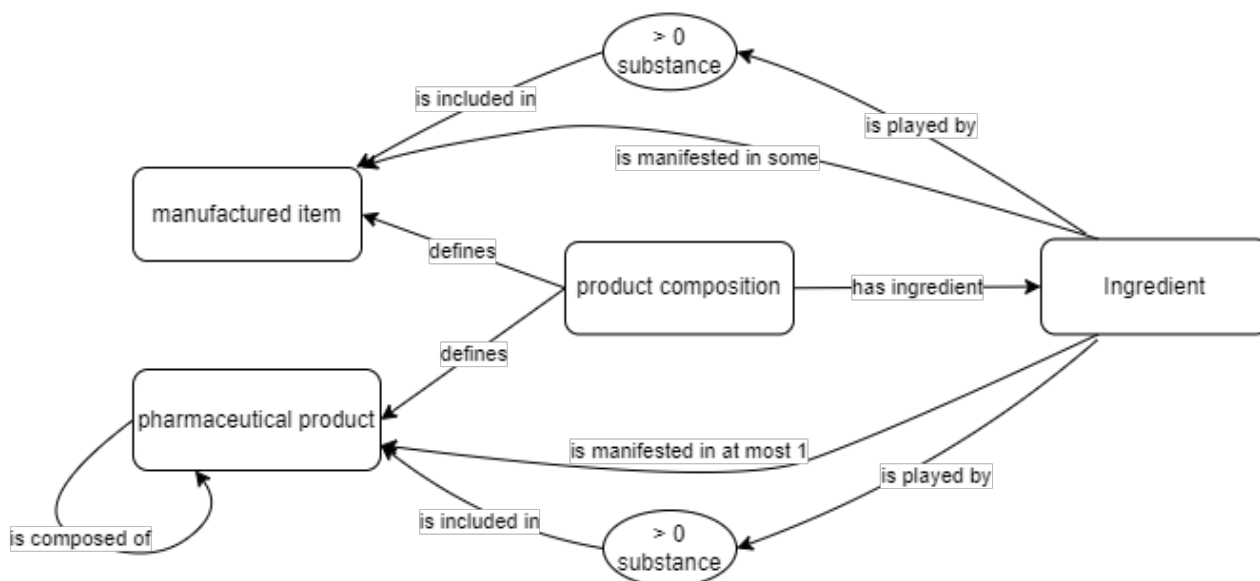 > 0
substance
is included in
is played by
is manifested in some
manufactured item
defines
product composition
has ingredient
Ingredient
defines
pharmaceutical product
is manifested in at most 1
is played by
is included in
is composed of
> 0
substance